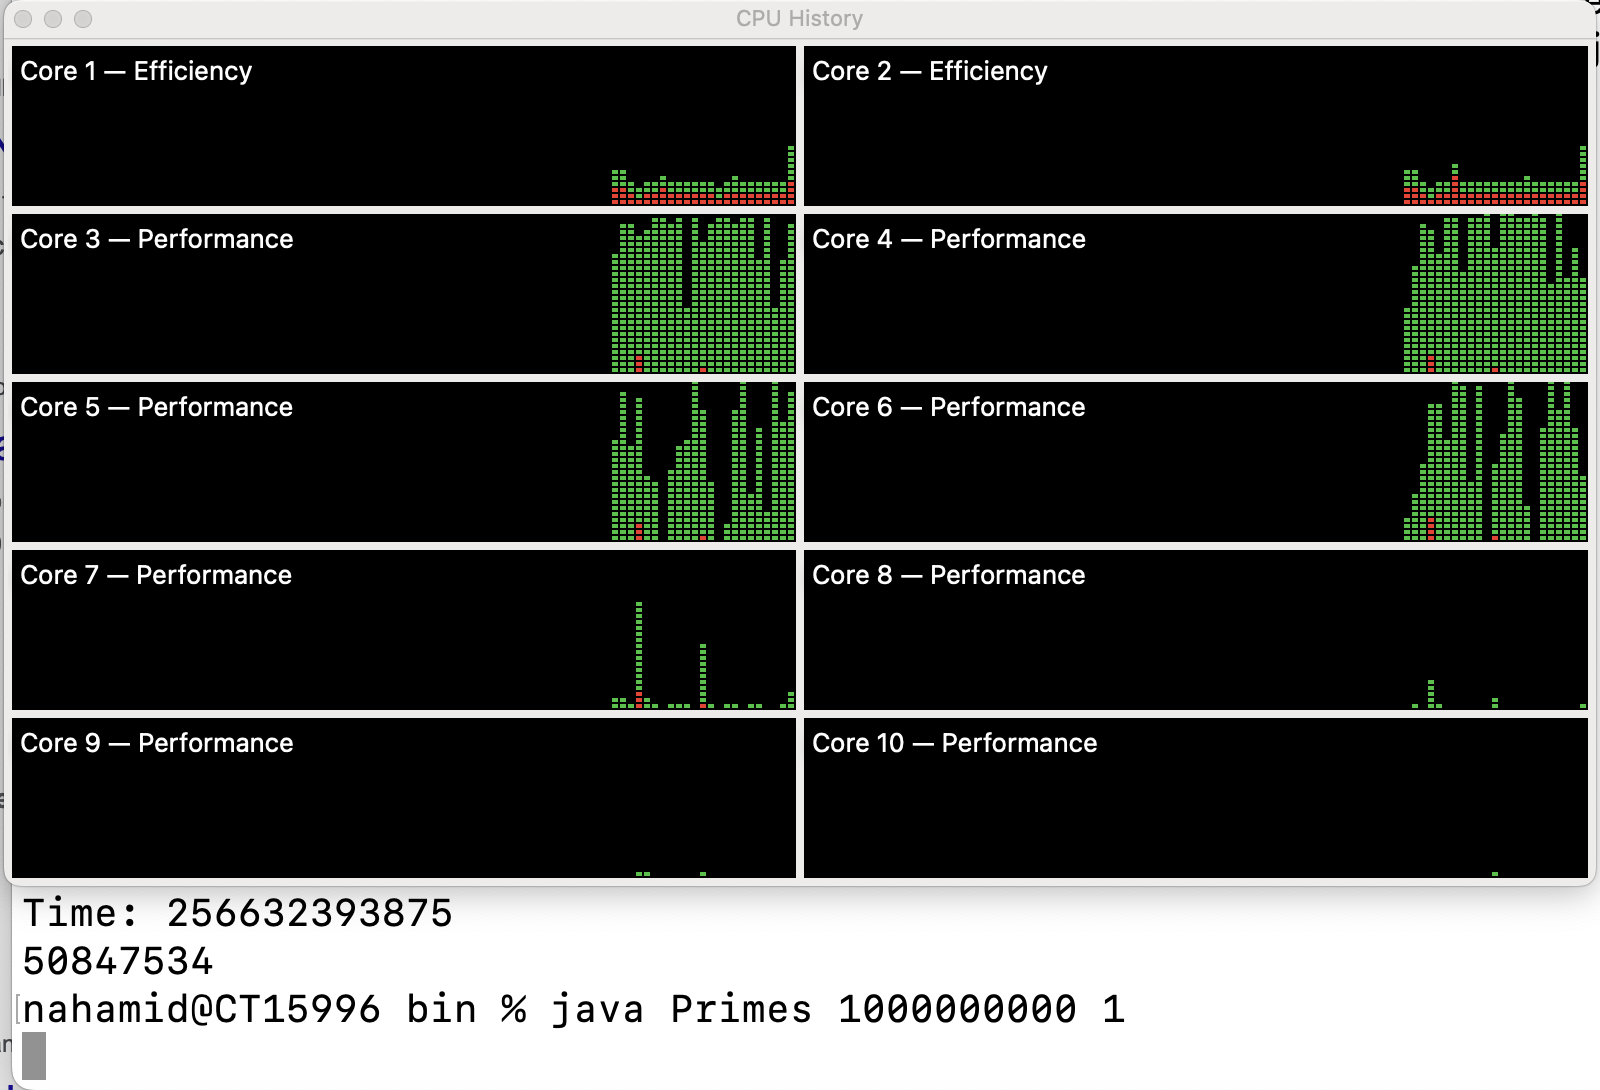 CPU History
Core 1 — Efficiency
Core 2 — Efficiency
Core 3 — Performance
Core 4 — Performance
Core 5 — Performance
Core 6 — Performance
Core 7 — Performance
Core 8 — Performance
Core 9 — Performance
Core 10 — Performance
Time: 256632393875
50847534
nahamid@CT15996 bin % java Primes 1000000000 1